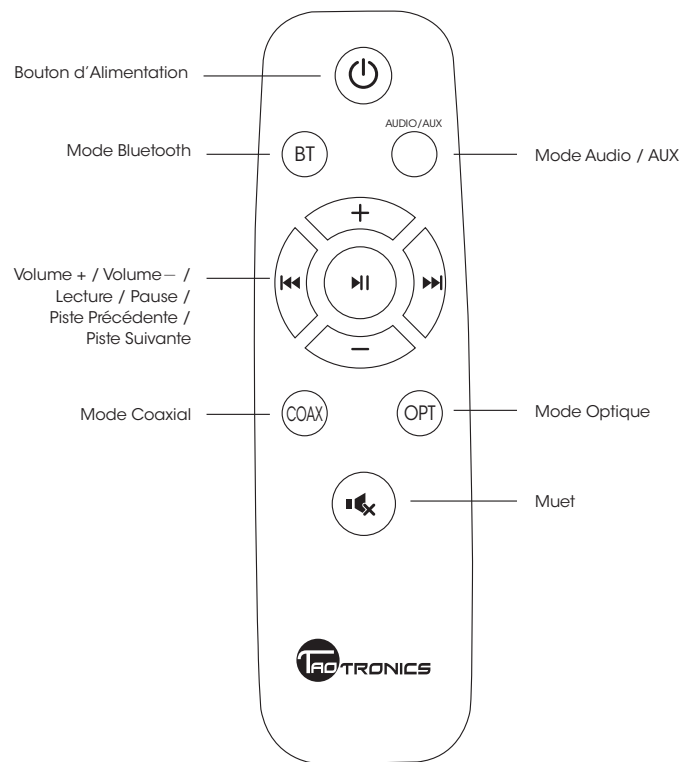 Bouton d’Alimentation
AUDIO/AUX
Mode Bluetooth
BT
Mode Audio / AUX
+
Volume + / Volume− /
Lecture / Pause /
Piste Précédente /
Piste Suivante
−
Mode Coaxial
COAX
OPT
Mode Optique
Muet
TAOTRONICS